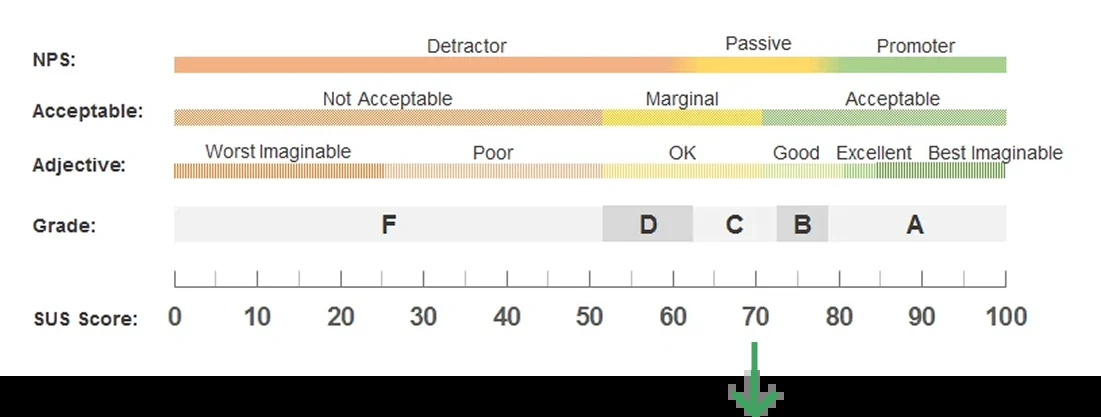 NPS: Detractor Passive Promoter
Acceptable: Not Acceptable Marginal Acceptable
Adjective: Worst Imaginable Poor OK Good Excellent Best Imaginable
Grade: F D C B A
SUS Score: 0 10 20 30 40 50 60 70 80 90 100